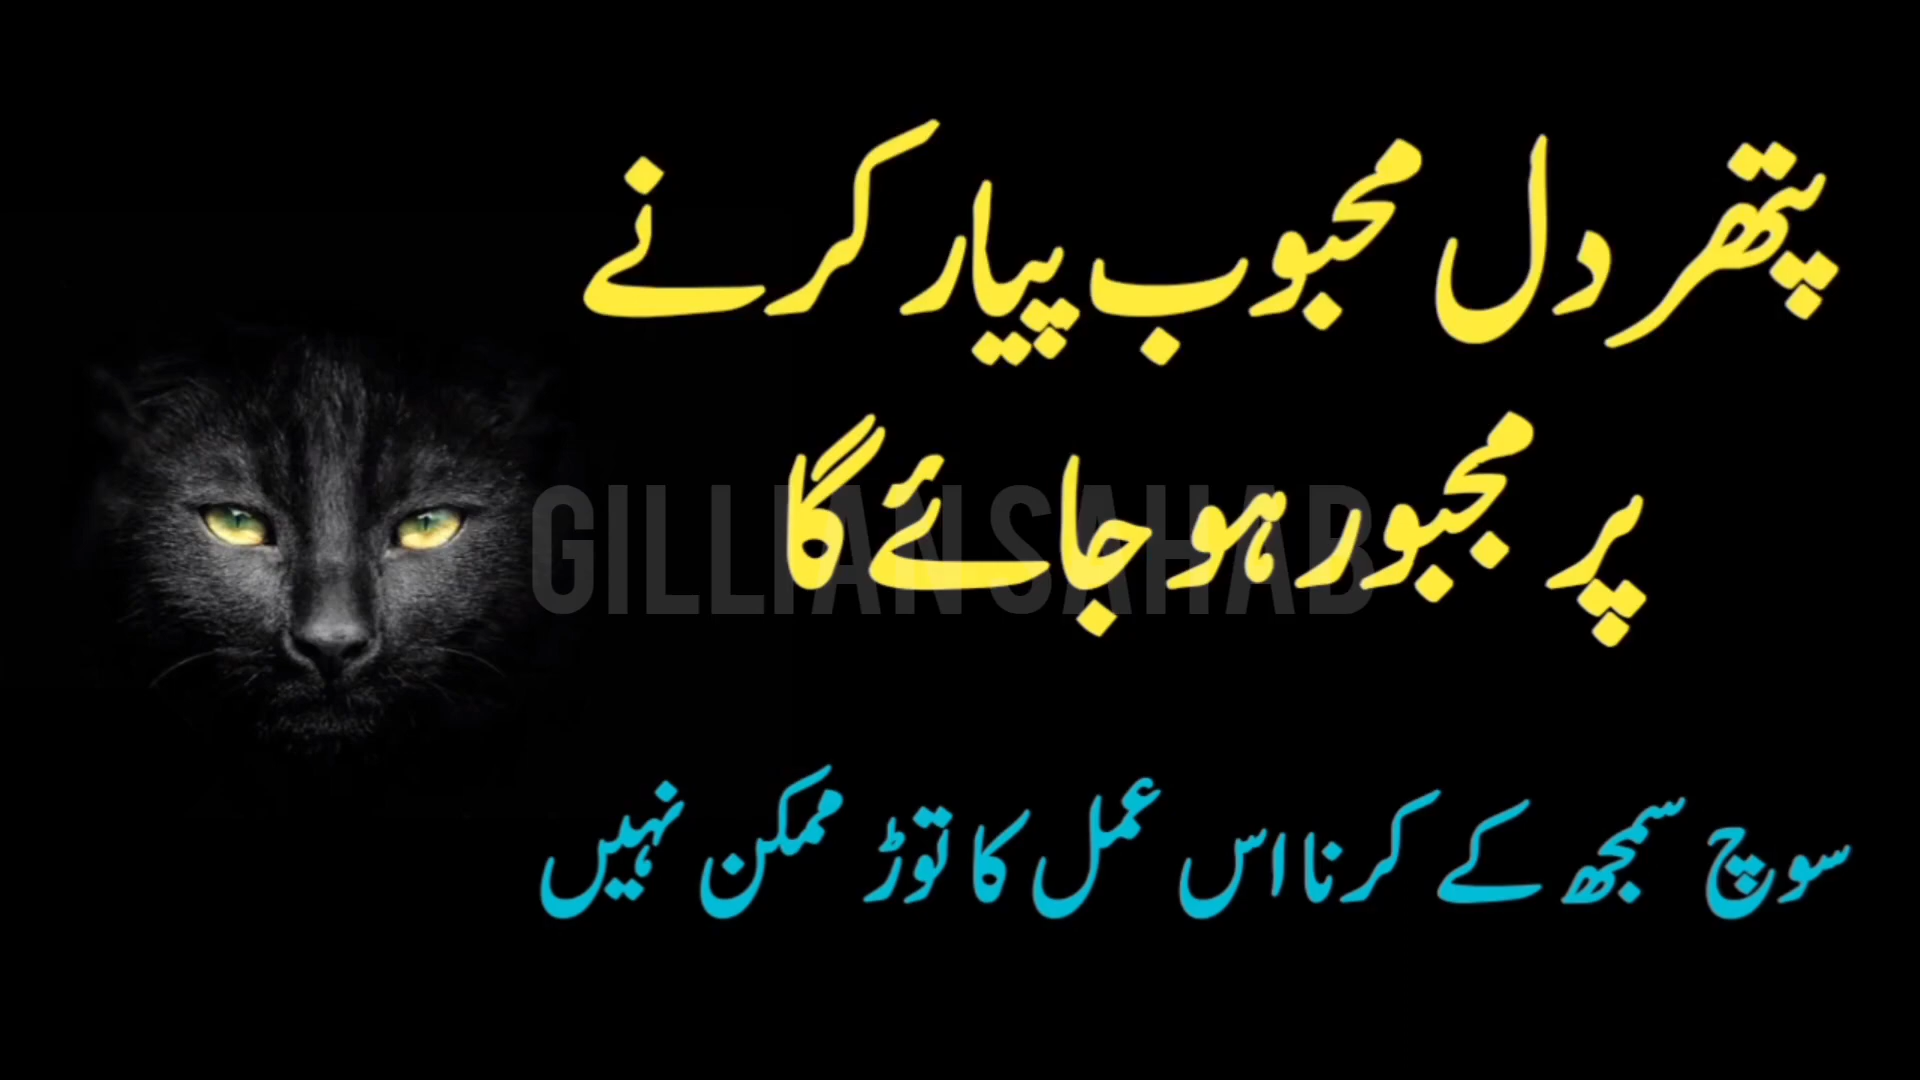 پتھر دل محبوب پیار کرنے
پر مجبور ہو جائے گا
GILLIAN SAHAB
سوچ سمجھ کے کرنا اس عمل کا توڑ ممکن نہیں